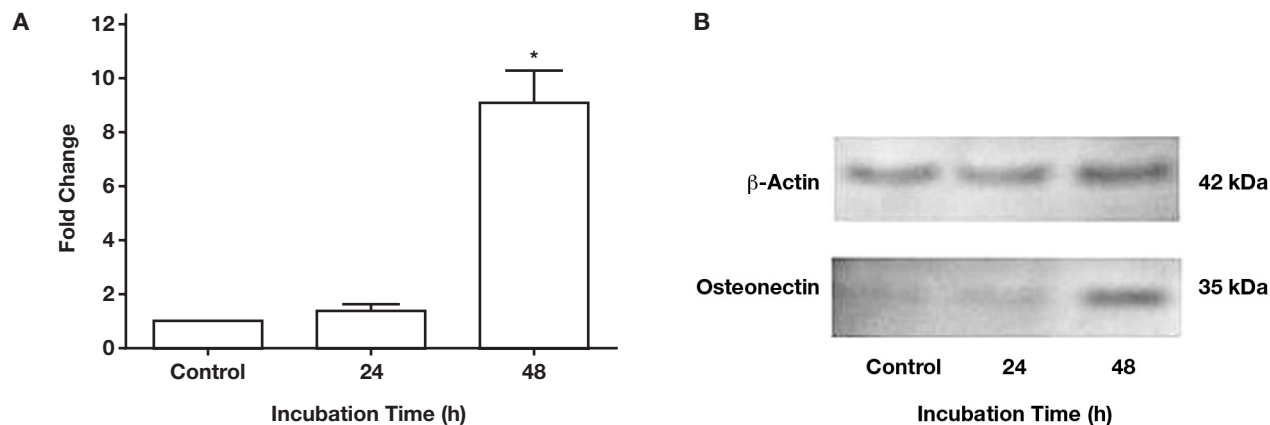 A
12
10
8
6
4
2
0
Fold Change
*
Control 24 48
Incubation Time (h)
B
β-Actin 42 kDa
Osteonectin 35 kDa
Control 24 48
Incubation Time (h)